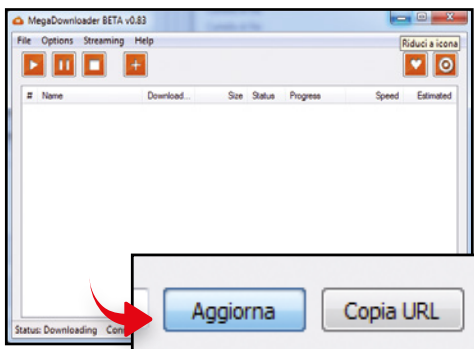 MegaDownloader BETA v0.83
File Options Streaming Help
Riduci a icona
# Name Download... Size Status Progress Speed Estimated
Aggiorna Copia URL
Status: Downloading